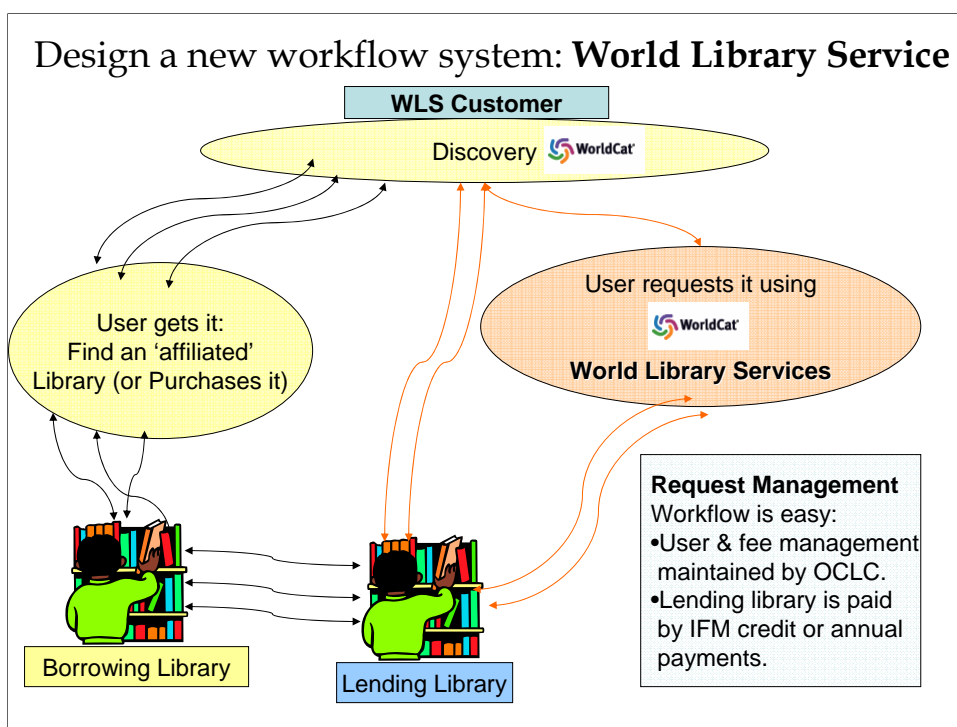 Design a new workflow system: World Library Service
WLS Customer
Discovery WorldCat
User gets it:
Find an ‘affiliated’
Library (or Purchases it)
User requests it using
WorldCat
World Library Services
Request Management
Workflow is easy:
•User & fee management
maintained by OCLC.
•Lending library is paid
by IFM credit or annual
payments.
Borrowing Library
Lending Library